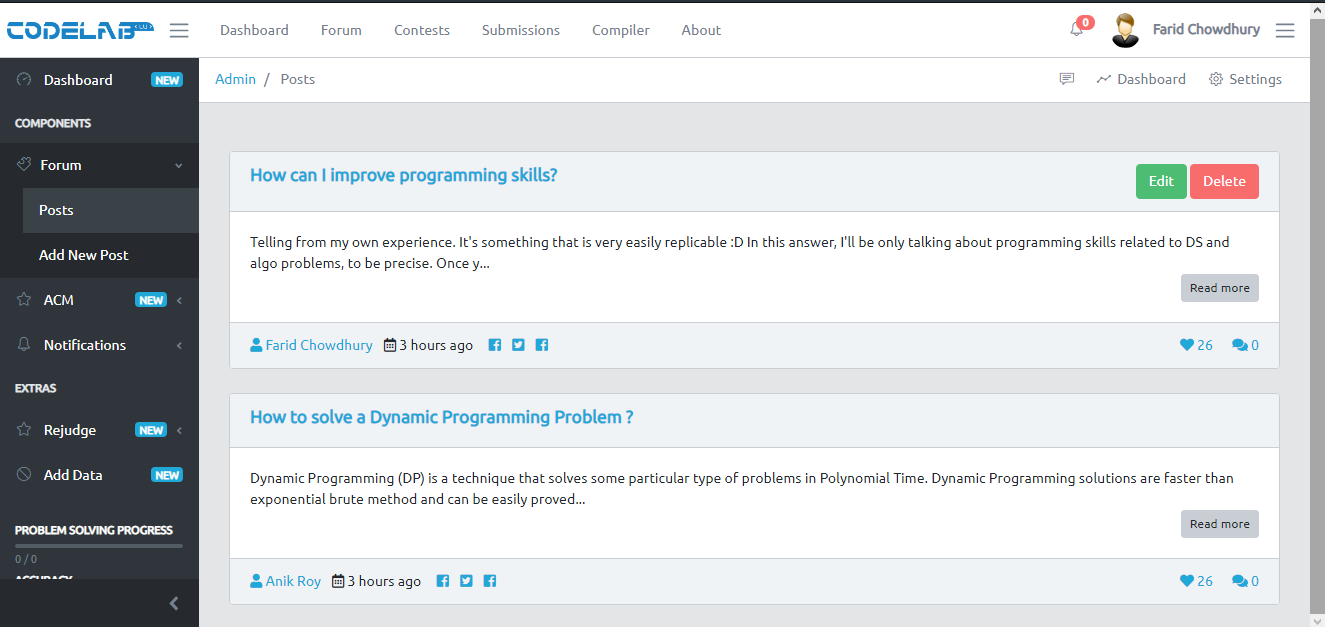 CODELAB Dashboard Forum Contests Submissions Compiler About 0 Farid Chowdhury
Dashboard NEW
Admin / Posts Dashboard Settings
COMPONENTS
Forum
Posts
Add New Post
ACM NEW
Notifications
EXTRAS
Rejudge NEW
Add Data NEW
PROBLEM SOLVING PROGRESS
0 / 0
ACCURACY
How can I improve programming skills? Edit Delete
Telling from my own experience. It's something that is very easily replicable :D In this answer, I'll be only talking about programming skills related to DS and
algo problems, to be precise. Once y...
Read more
Farid Chowdhury 3 hours ago 26 0
How to solve a Dynamic Programming Problem ?
Dynamic Programming (DP) is a technique that solves some particular type of problems in Polynomial Time. Dynamic Programming solutions are faster than
exponential brute method and can be easily proved...
Read more
Anik Roy 3 hours ago 26 0